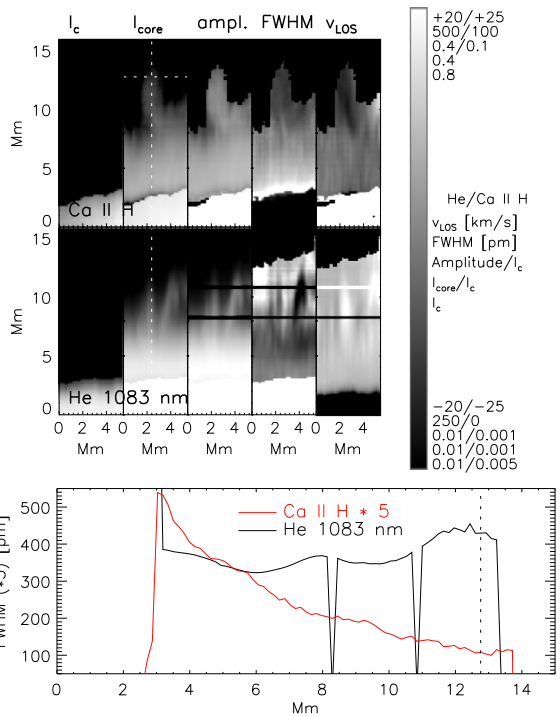 I_c I_core ampl. FWHM v_LOS
15
10
5
0
Mm
Ca II H
15
10
5
0
Mm
He 1083 nm
0 2 4 0 2 4 0 2 4 0 2 4 0 2 4
Mm Mm Mm Mm Mm
+20/+25
500/100
0.4/0.1
0.4
0.8
He/Ca II H
v_LOS [km/s]
FWHM [pm]
Amplitude/I_c
I_core/I_c
I_c
-20/-25
250/0
0.01/0.001
0.01/0.001
0.01/0.005
FWHM (*5) [pm]
500
400
300
200
100
Ca II H * 5
He 1083 nm
0 2 4 6 8 10 12 14
Mm